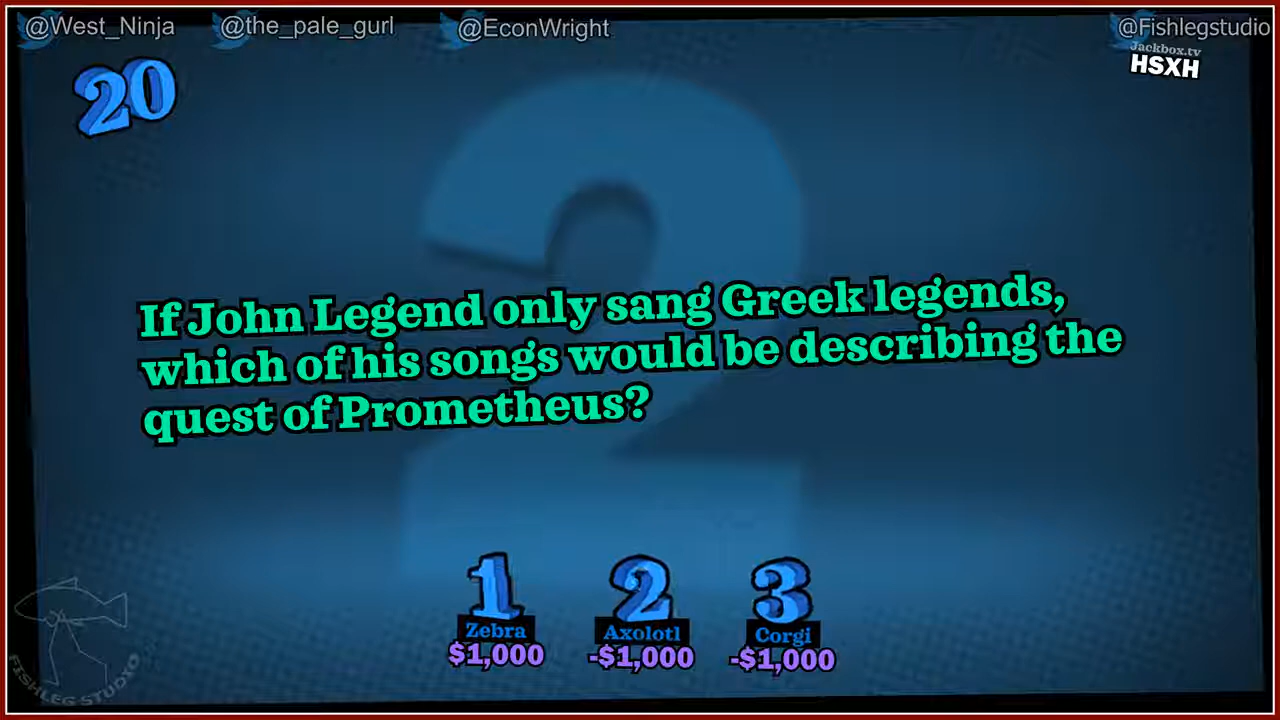 @West_Ninja @the_pale_gurl @EconWright @Fishlegstudio
Jackbox.tv
HSXH
20
If John Legend only sang Greek legends,
which of his songs would be describing the
quest of Prometheus?
1 2 3
Zebra Axolotl Corgi
$1,000 -$1,000 -$1,000
FISHLEG STUDIO